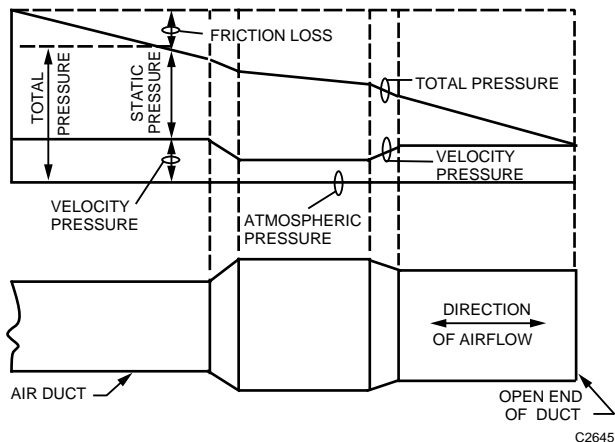 FRICTION LOSS
TOTAL
PRESSURE
STATIC
PRESSURE
TOTAL PRESSURE
VELOCITY
PRESSURE
VELOCITY
PRESSURE
ATMOSPHERIC
PRESSURE
DIRECTION
OF AIRFLOW
AIR DUCT
OPEN END
OF DUCT
C2645